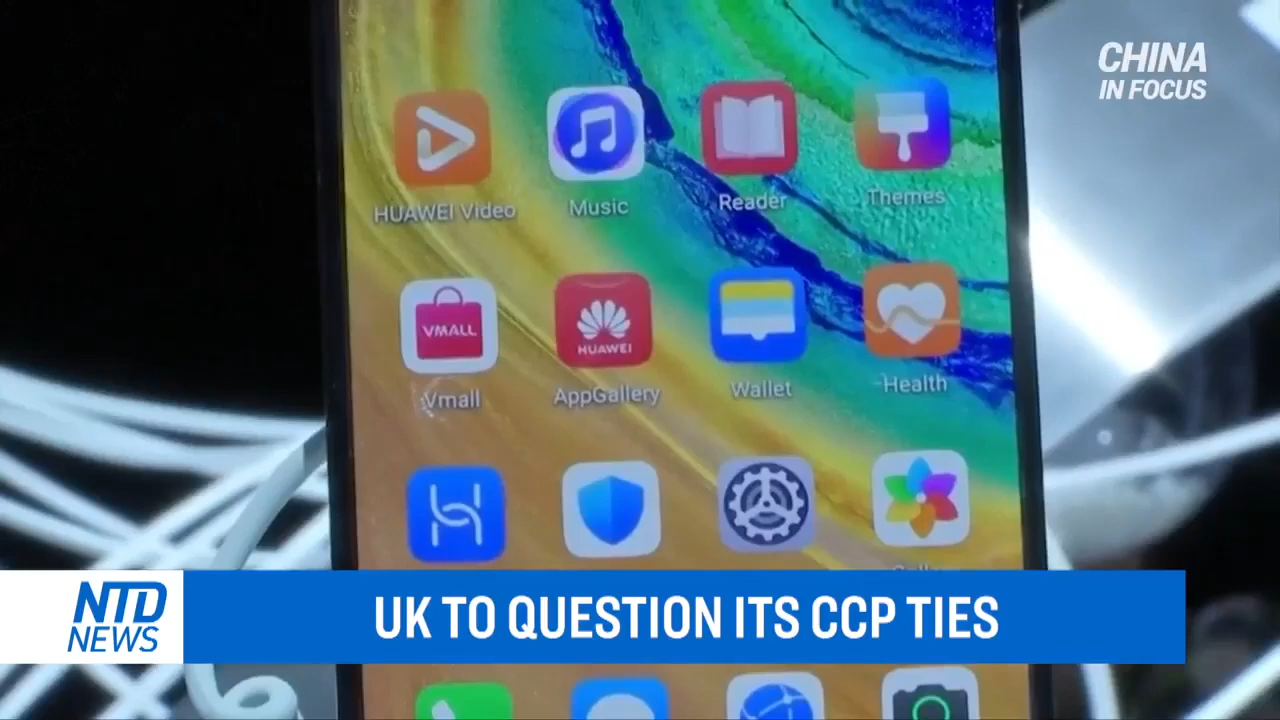 CHINA
IN FOCUS
HUAWEI Video
Music
Reader
Themes
VMALL
HUAWEI
Vmall
AppGallery
Wallet
Health
NTD
NEWS
UK TO QUESTION ITS CCP TIES